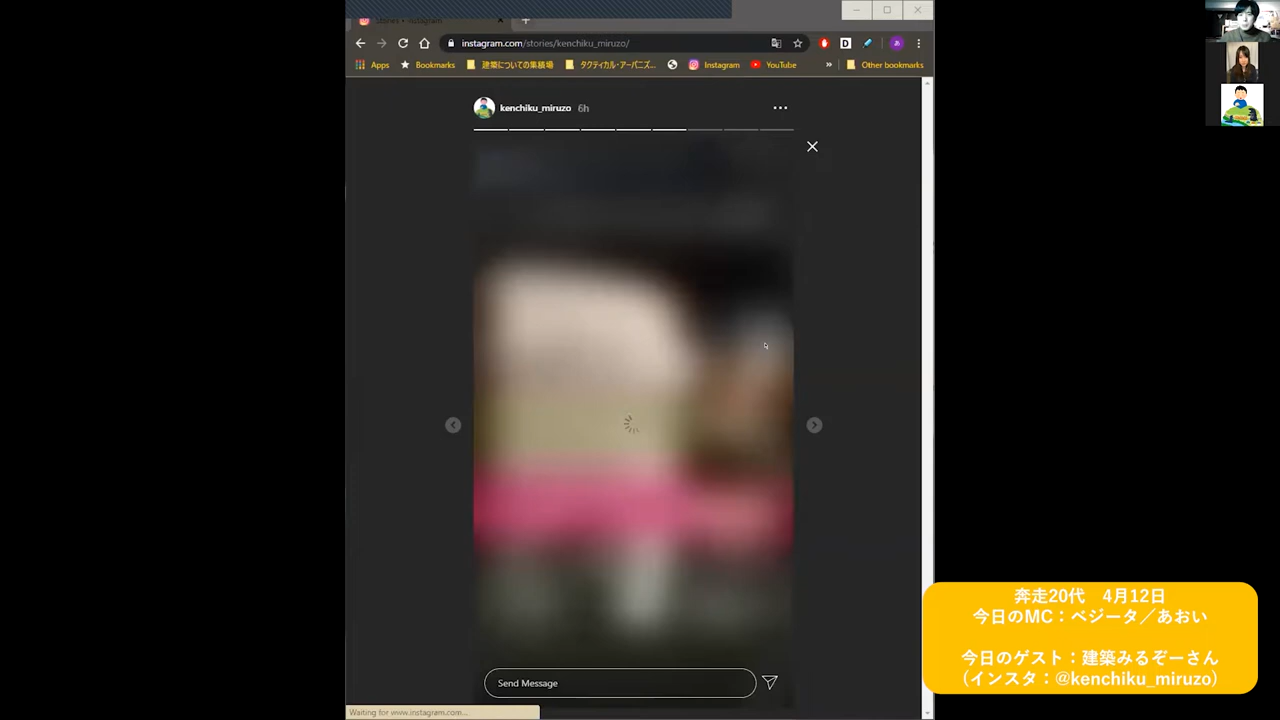 Stories • Instagram
instagram.com/stories/kenchiku_miruzo/
Apps Bookmarks 建築についての集積場 タクティカル・アーバニズ... Instagram YouTube » Other bookmarks
kenchiku_miruzo 6h
Send Message
Waiting for www.instagram.com...
奔走20代 4月12日
今日のMC：ベジータ／あおい
今日のゲスト：建築みるぞーさん
（インスタ：@kenchiku_miruzo）